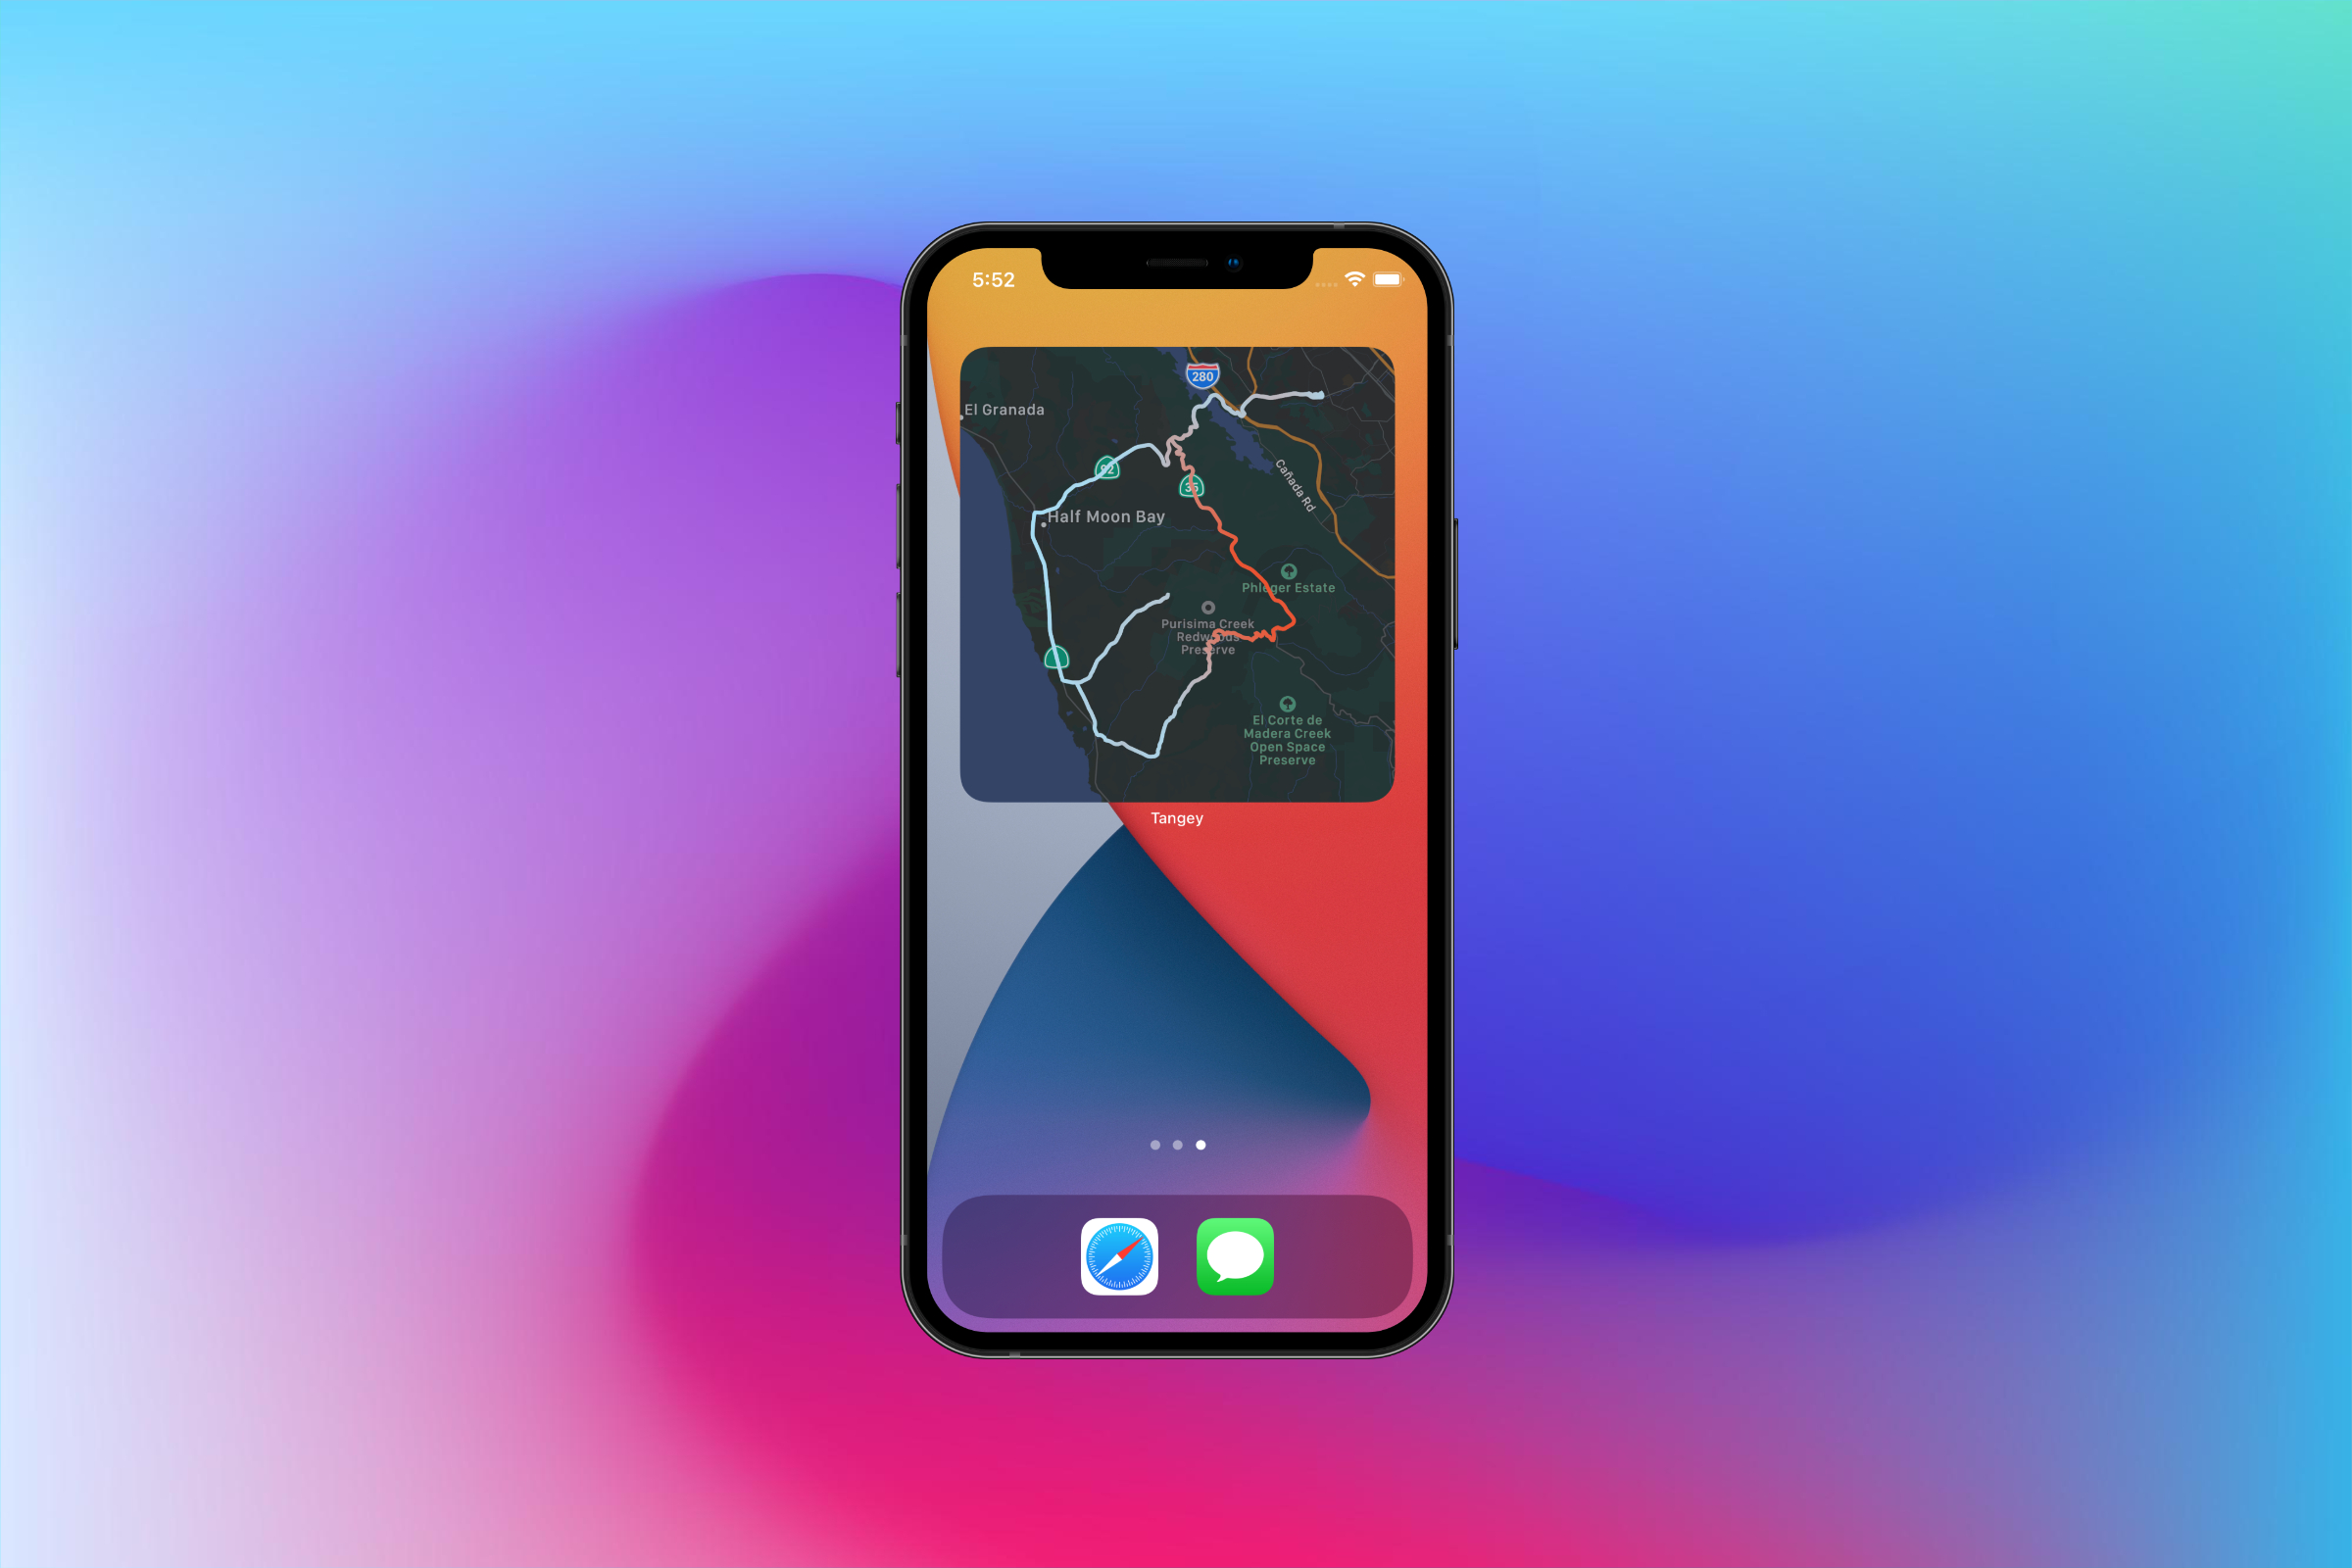 5:52
280
El Granada
92
Cañada Rd
35
Half Moon Bay
Phleger Estate
Purisima Creek
Redwoods
Preserve
El Corte de
Madera Creek
Open Space
Preserve
Tangey